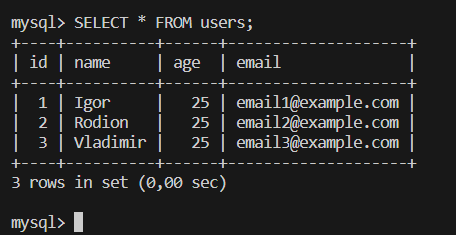 mysql> SELECT * FROM users;
+----+----------+------+--------------------+
| id | name     | age  | email              |
+----+----------+------+--------------------+
|  1 | Igor     |   25 | email1@example.com |
|  2 | Rodion   |   25 | email2@example.com |
|  3 | Vladimir |   25 | email3@example.com |
+----+----------+------+--------------------+
3 rows in set (0,00 sec)
mysql>